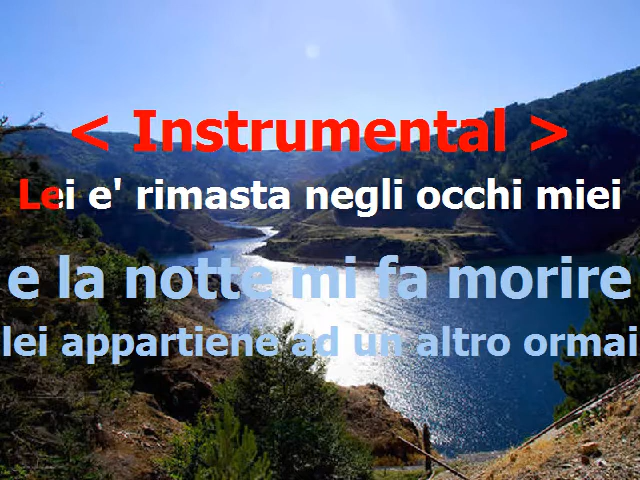 < Instrumental >
Lei e' rimasta negli occhi miei
e la notte mi fa morire
lei appartiene ad un altro ormai